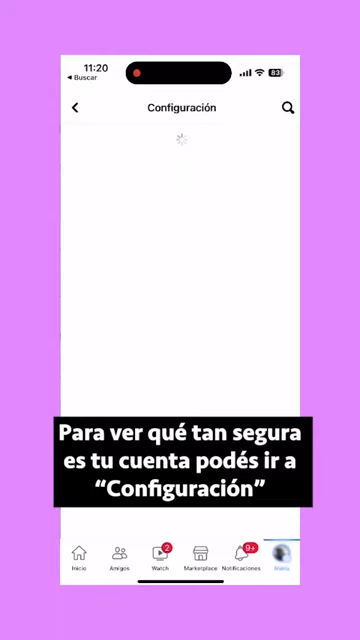 11:20
◀ Buscar
83
Configuración
Para ver qué tan segura
es tu cuenta podés ir a
“Configuración”
2
9+
Inicio
Amigos
Watch
Marketplace
Notificaciones